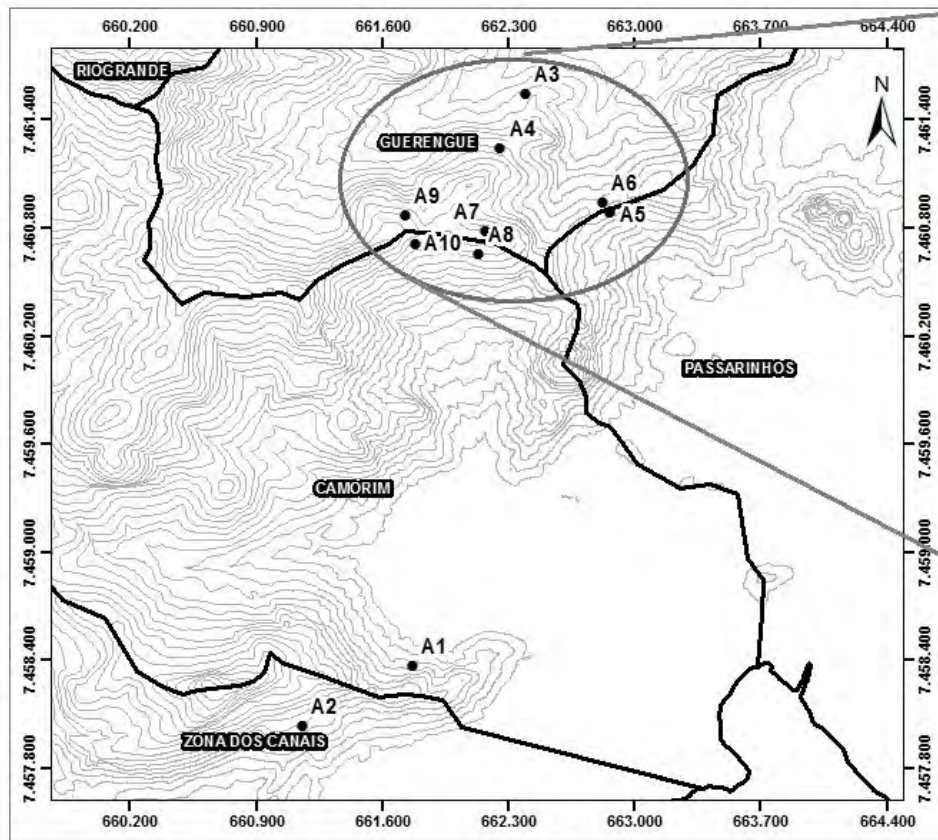 660.200 660.900 661.600 662.300 663.000 663.700 664.400
RIOGRANDE
A3
N
7.461.400
7.461.400
GUERENGUE
A4
A6
A9
A7
A5
7.460.800
7.460.800
A10
A8
7.460.200
7.460.200
PASSARINHOS
7.459.600
7.459.600
CAMORIM
7.459.000
7.459.000
A1
7.458.400
7.458.400
A2
ZONA DOS CANAIS
7.457.800
7.457.800
660.200 660.900 661.600 662.300 663.000 663.700 664.400